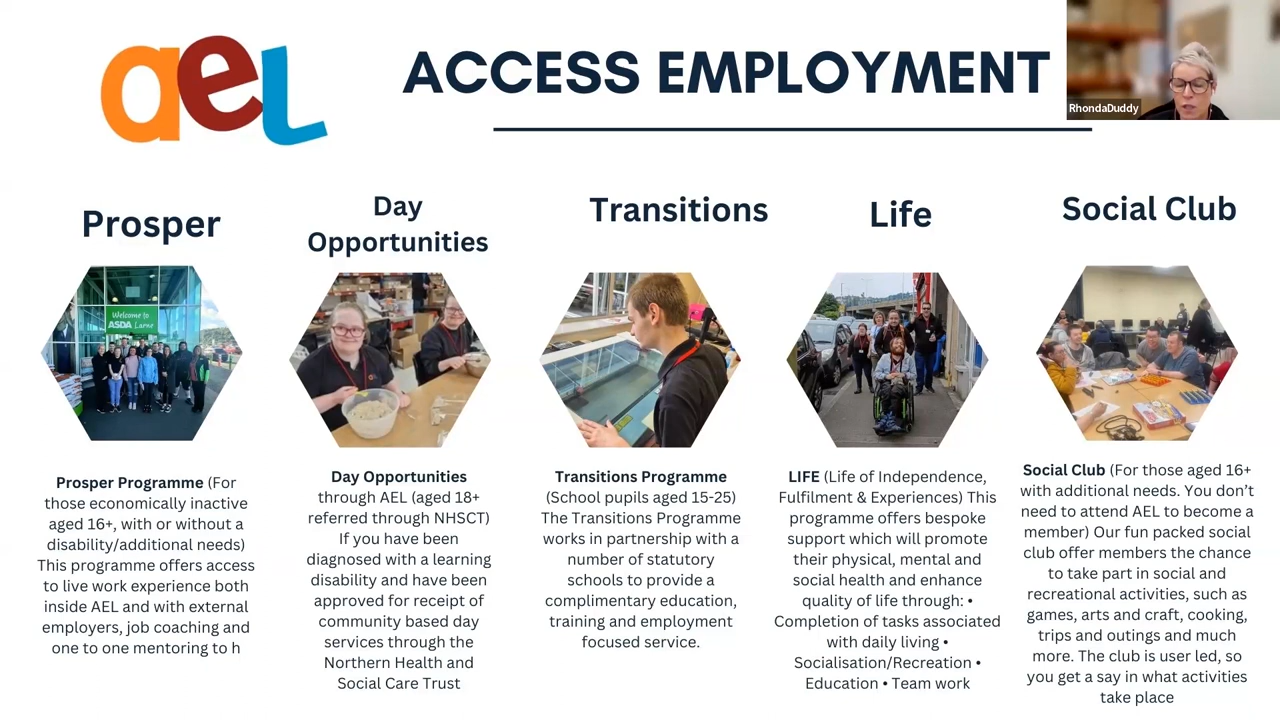 ael
ACCESS EMPLOYMENT
RhondaDuddy
Prosper
Day
Opportunities
Transitions
Life
Social Club
Welcome to
ASDA Larne
Prosper Programme (For
those economically inactive
aged 16+, with or without a
disability/additional needs)
This programme offers access
to live work experience both
inside AEL and with external
employers, job coaching and
one to one mentoring to h
Day Opportunities
through AEL (aged 18+
referred through NHSCT)
If you have been
diagnosed with a learning
disability and have been
approved for receipt of
community based day
services through the
Northern Health and
Social Care Trust
Transitions Programme
(School pupils aged 15-25)
The Transitions Programme
works in partnership with a
number of statutory
schools to provide a
complimentary education,
training and employment
focused service.
LIFE (Life of Independence,
Fulfilment & Experiences) This
programme offers bespoke
support which will promote
their physical, mental and
social health and enhance
quality of life through: •
Completion of tasks associated
with daily living •
Socialisation/Recreation •
Education • Team work
Social Club (For those aged 16+
with additional needs. You don’t
need to attend AEL to become a
member) Our fun packed social
club offer members the chance
to take part in social and
recreational activities, such as
games, arts and craft, cooking,
trips and outings and much
more. The club is user led, so
you get a say in what activities
take place